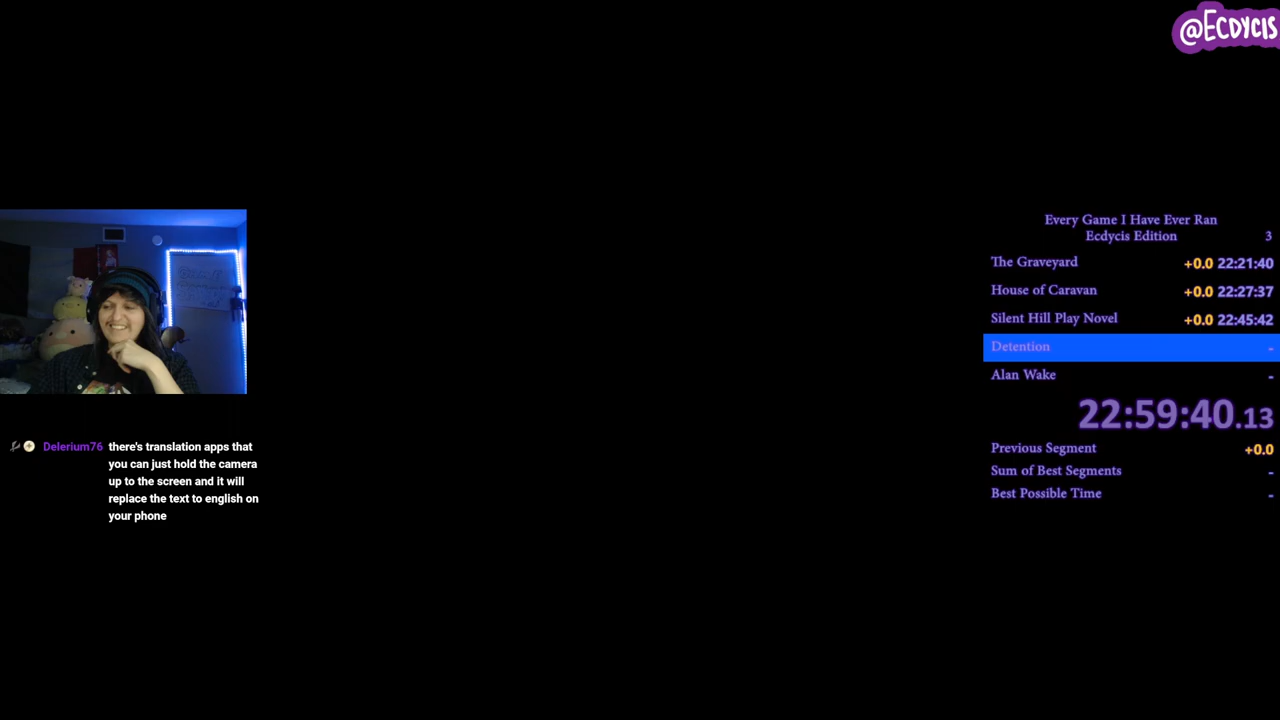 @ECDYCIS
Every Game I Have Ever Ran
Ecdycis Edition 3
The Graveyard +0.0 22:21:40
House of Caravan +0.0 22:27:37
Silent Hill Play Novel +0.0 22:45:42
Detention -
Alan Wake -
22:59:40.13
Previous Segment +0.0
Sum of Best Segments -
Best Possible Time -
Delerium76 there's translation apps that
you can just hold the camera
up to the screen and it will
replace the text to english on
your phone